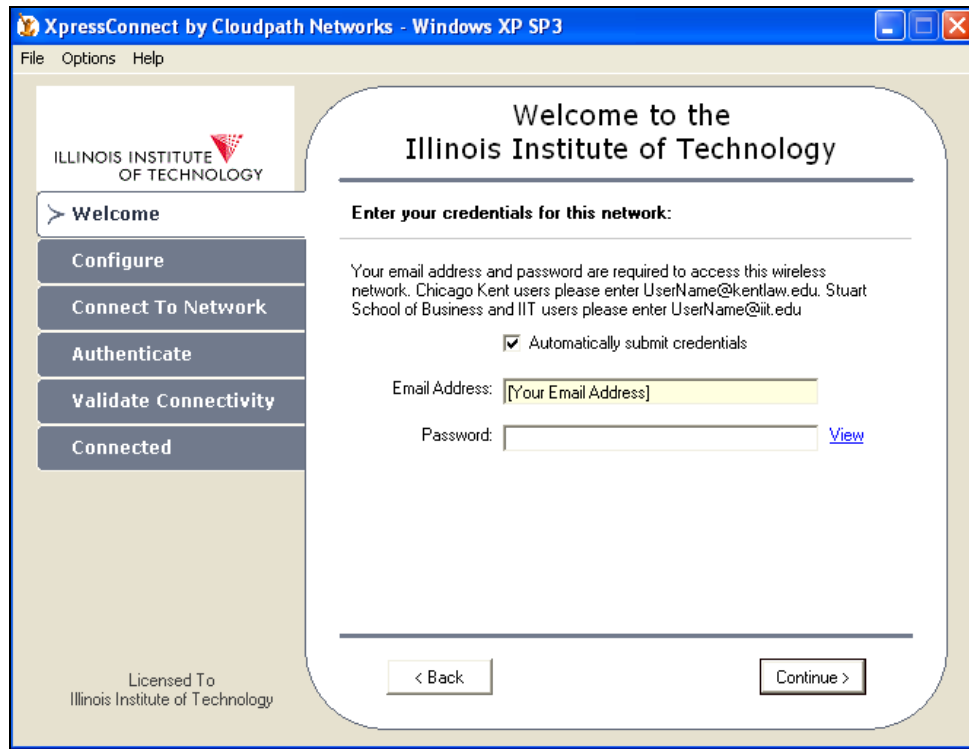 XpressConnect by Cloudpath Networks - Windows XP SP3
File Options Help
ILLINOIS INSTITUTE
OF TECHNOLOGY
Welcome
Configure
Connect To Network
Authenticate
Validate Connectivity
Connected
Licensed To
Illinois Institute of Technology
Welcome to the
Illinois Institute of Technology
Enter your credentials for this network:
Your email address and password are required to access this wireless
network. Chicago Kent users please enter UserName@kentlaw.edu. Stuart
School of Business and IIT users please enter UserName@iit.edu
Automatically submit credentials
Email Address: [Your Email Address]
Password: View
< Back Continue >